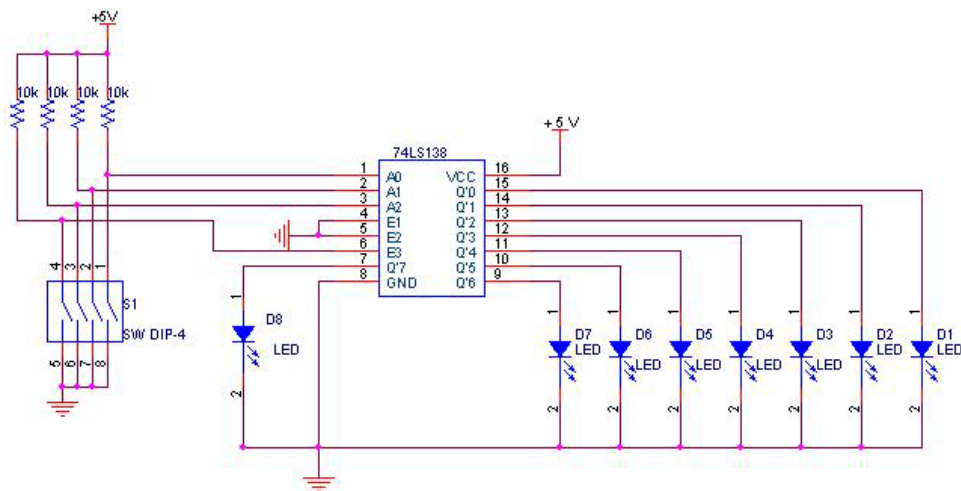 +5V
10k 10k 10k 10k
+ 5 V
74LS138
1 A0 VCC 16
2 A1 Q'0 15
3 A2 Q'1 14
4 E1 Q'2 13
5 E2 Q'3 12
6 E3 Q'4 11
7 Q'7 Q'5 10
8 GND Q'6 9
4 3 2 1
S1
SW DIP-4
5 6 7 8
1 1 1 1 1 1 1 1
D8 D7 D6 D5 D4 D3 D2 D1
LED LED LED LED LED LED LED LED
2 2 2 2 2 2 2 2